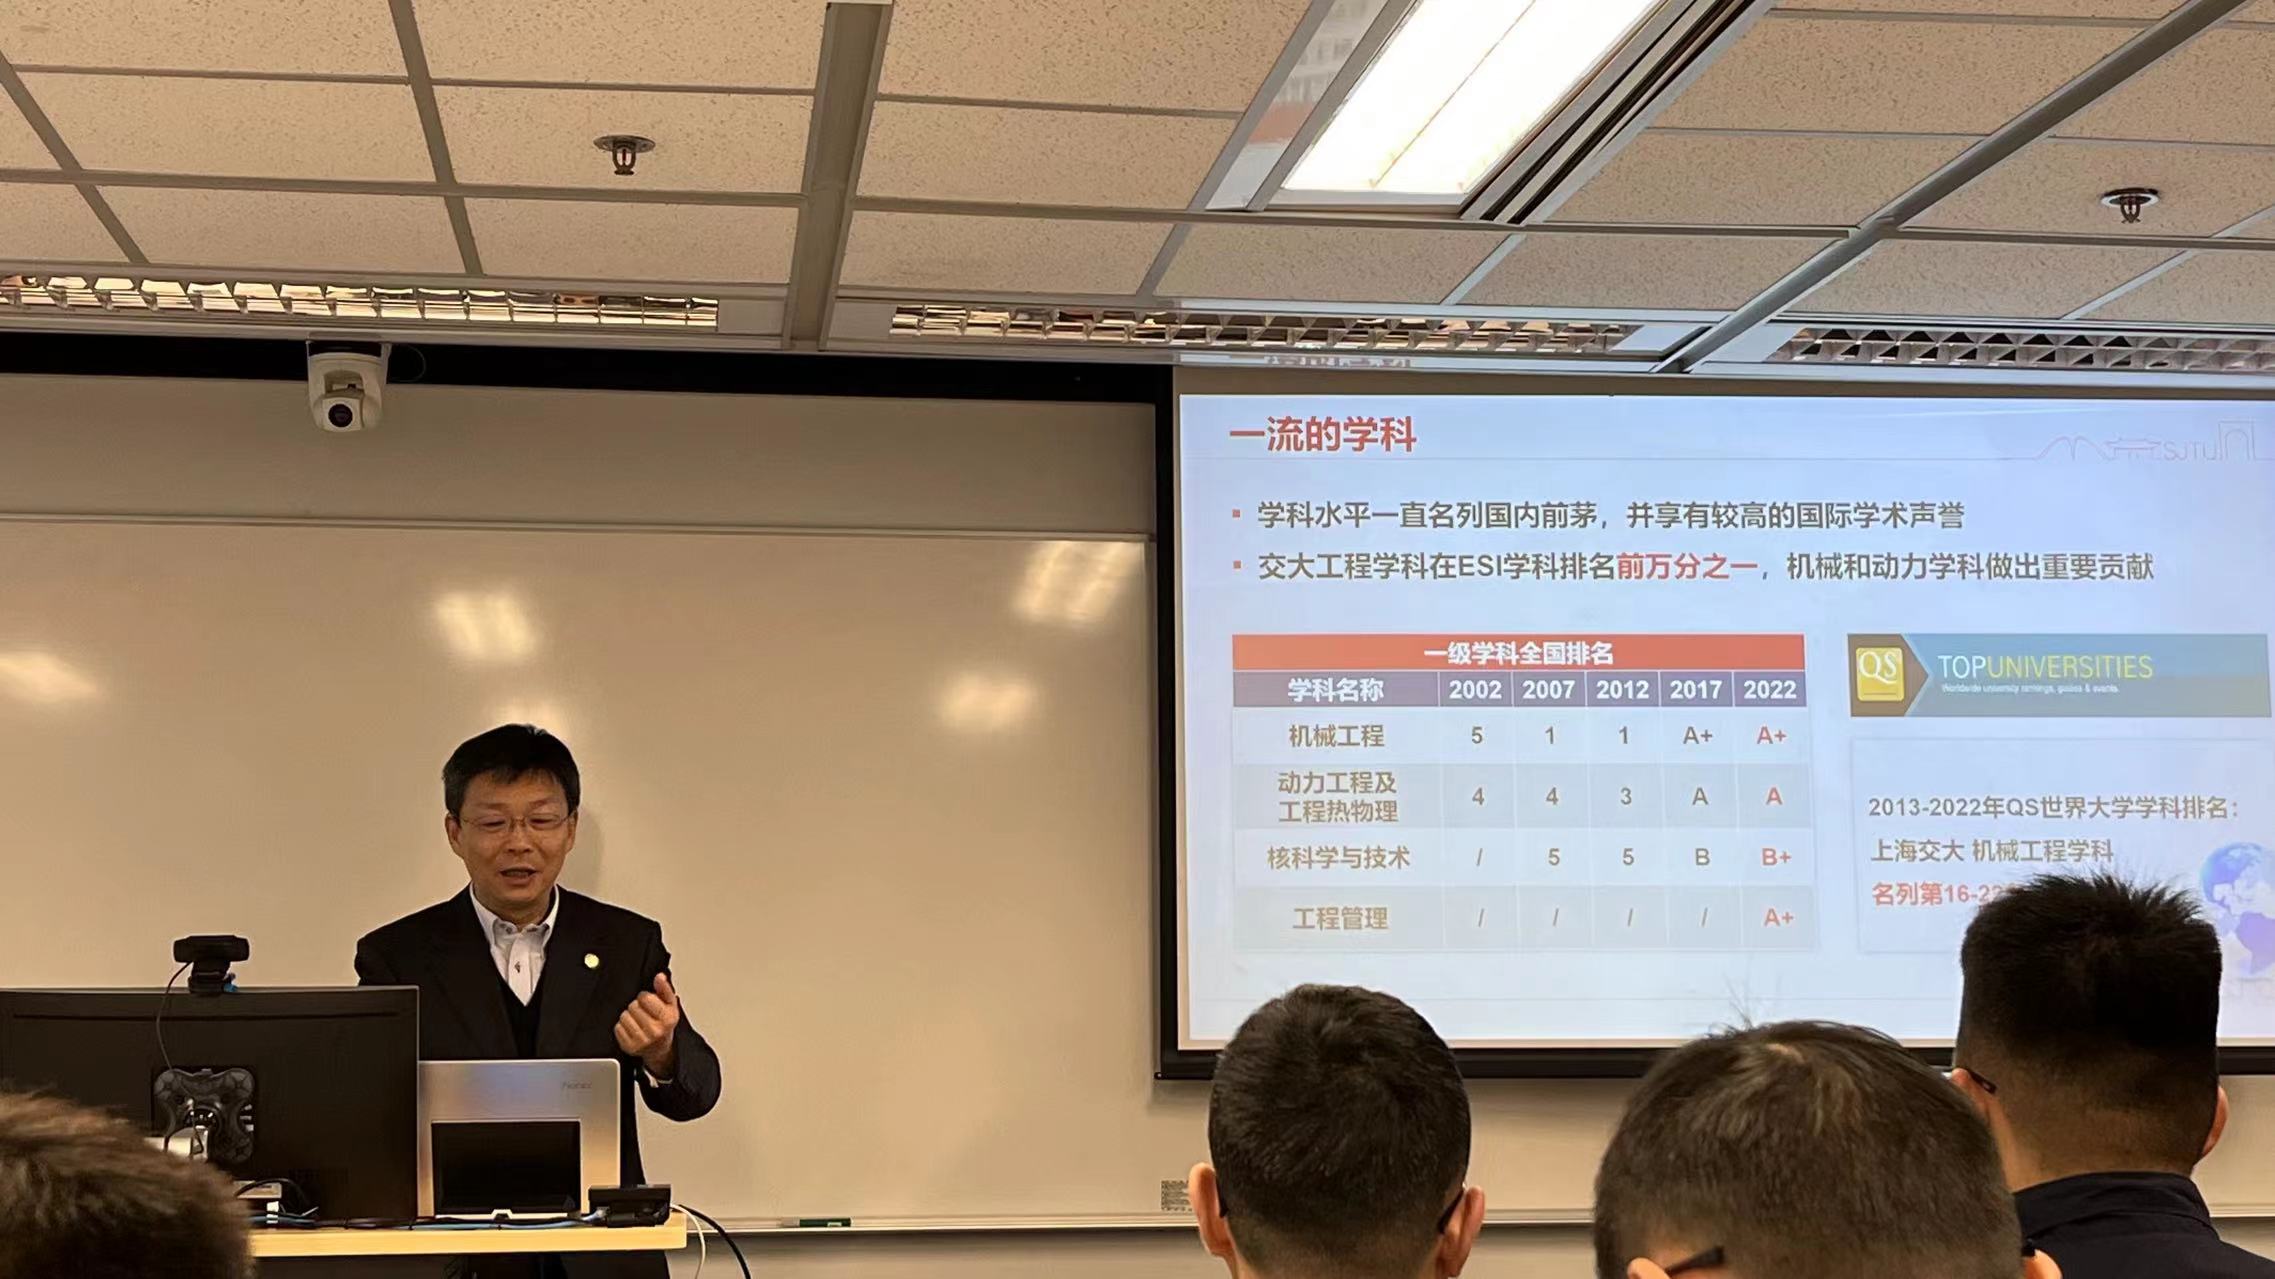 一流的学科
SJTU
▪ 学科水平一直名列国内前茅，并享有较高的国际学术声誉
▪ 交大工程学科在ESI学科排名前万分之一，机械和动力学科做出重要贡献
一级学科全国排名
学科名称 2002 2007 2012 2017 2022
机械工程 5 1 1 A+ A+
动力工程及
工程热物理 4 4 3 A A
核科学与技术 / 5 5 B B+
工程管理 / / / / A+
QS TOPUNIVERSITIES
Worldwide university rankings, guides & events
2013-2022年QS世界大学学科排名：
上海交大 机械工程学科
名列第16-2